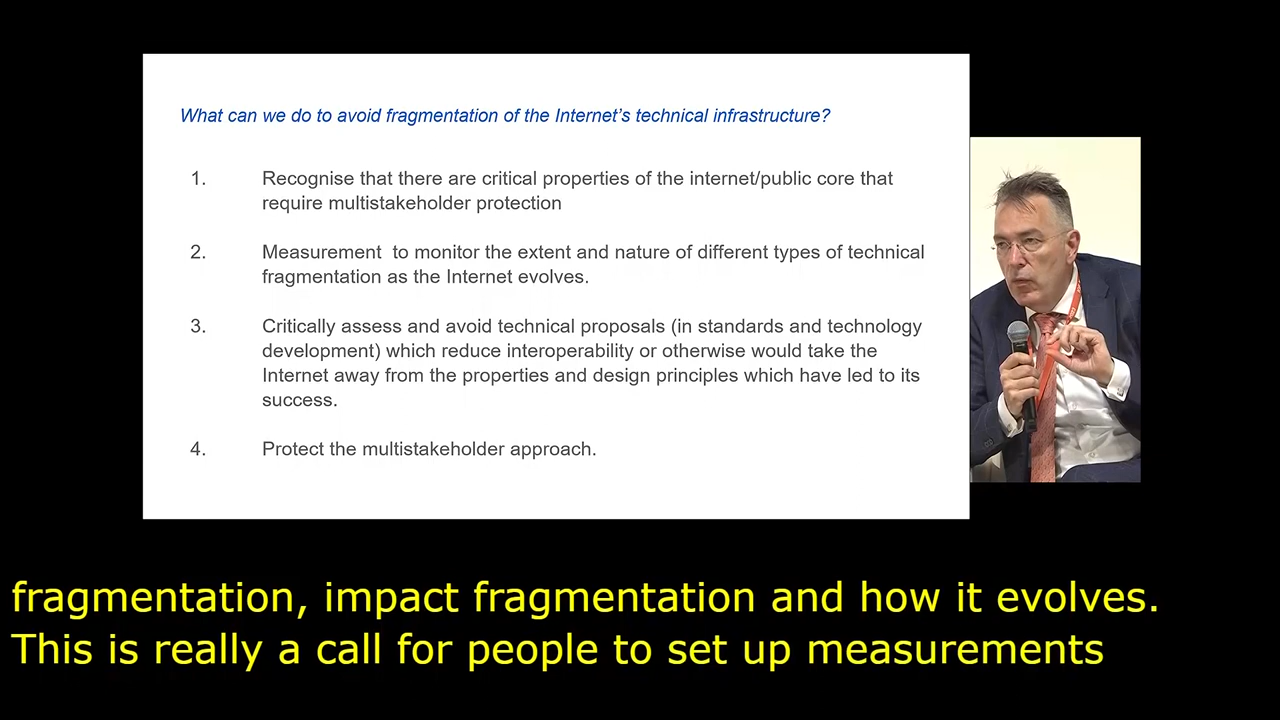 What can we do to avoid fragmentation of the Internet's technical infrastructure?
1. Recognise that there are critical properties of the internet/public core that
require multistakeholder protection
2. Measurement to monitor the extent and nature of different types of technical
fragmentation as the Internet evolves.
3. Critically assess and avoid technical proposals (in standards and technology
development) which reduce interoperability or otherwise would take the
Internet away from the properties and design principles which have led to its
success.
4. Protect the multistakeholder approach.
fragmentation, impact fragmentation and how it evolves.
This is really a call for people to set up measurements